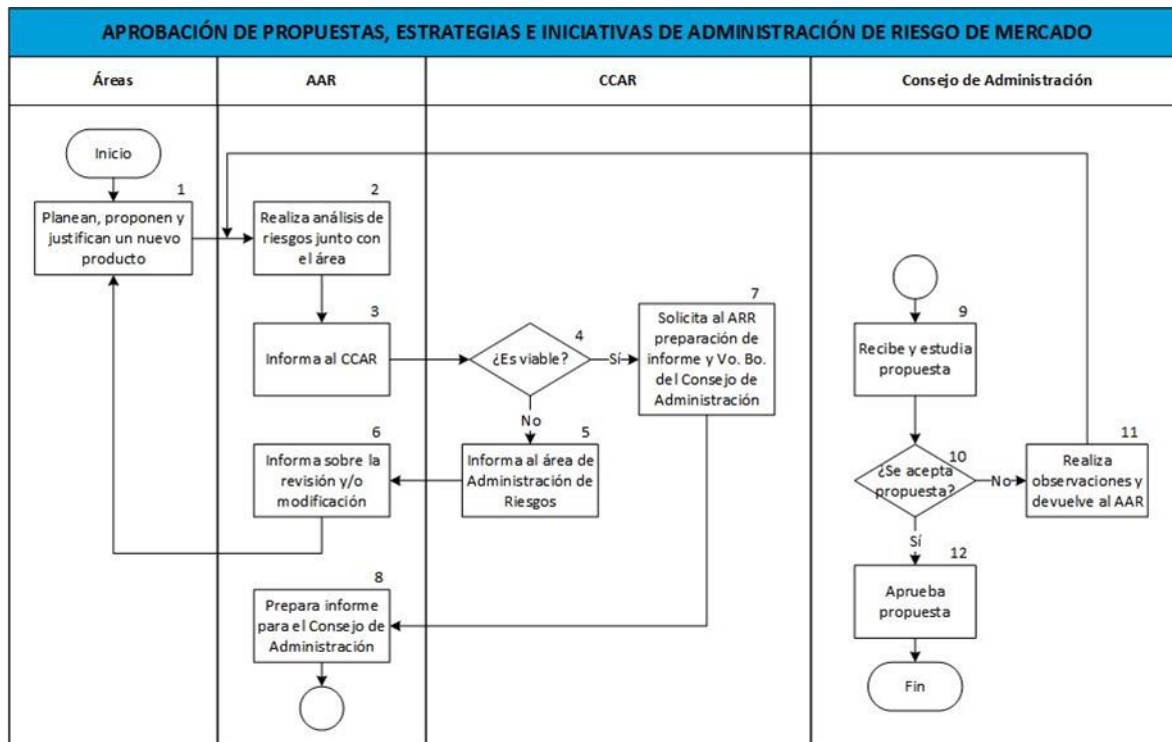 APROBACIÓN DE PROPUESTAS, ESTRATEGIAS E INICIATIVAS DE ADMINISTRACIÓN DE RIESGO DE MERCADO
Áreas
AAR
CCAR
Consejo de Administración
Inicio
1
Planean, proponen y
justifican un nuevo
producto
2
Realiza análisis de
riesgos junto con
el área
3
Informa al CCAR
4
¿Es viable?
Sí
No
5
Informa al área de
Administración de
Riesgos
6
Informa sobre la
revisión y/o
modificación
7
Solicita al ARR
preparación de
informe y Vo. Bo.
del Consejo de
Administración
8
Prepara informe
para el Consejo de
Administración
9
Recibe y estudia
propuesta
10
¿Se acepta
propuesta?
No
Sí
11
Realiza
observaciones y
devuelve al AAR
12
Aprueba
propuesta
Fin